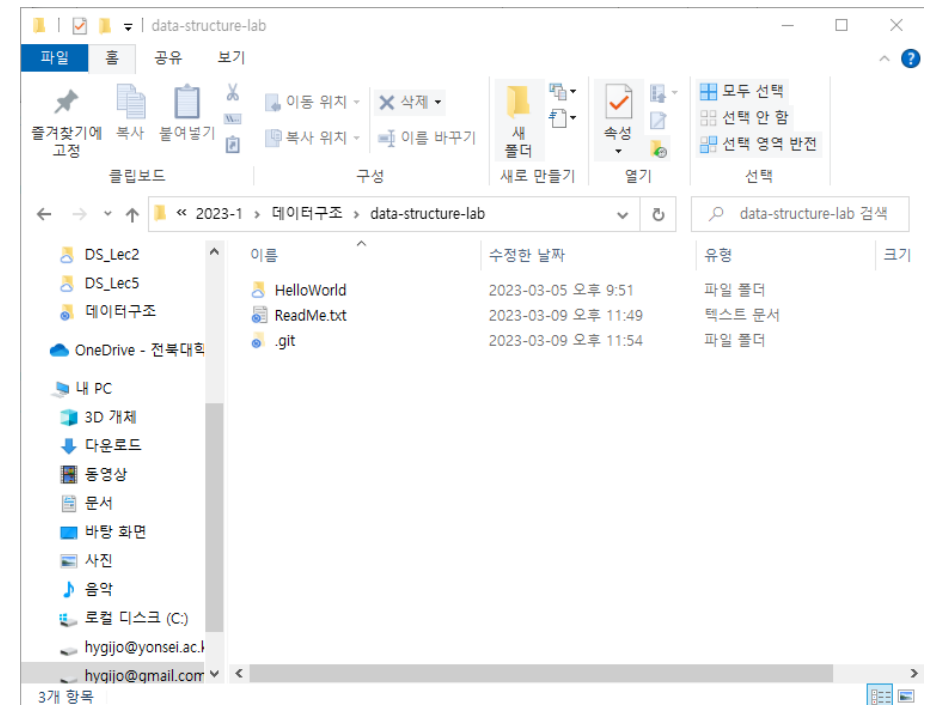 data-structure-lab
파일 홈 공유 보기
즐겨찾기에 고정
복사
붙여넣기
이동 위치
복사 위치
삭제
이름 바꾸기
새 폴더
속성
모두 선택
선택 안 함
선택 영역 반전
클립보드 구성 새로 만들기 열기 선택
« 2023-1 › 데이터구조 › data-structure-lab
data-structure-lab 검색
DS_Lec2
DS_Lec5
데이터구조
OneDrive - 전북대학
내 PC
3D 개체
다운로드
동영상
문서
바탕 화면
사진
음악
로컬 디스크 (C:)
hygijo@yonsei.ac.k
hygijo@gmail.com
이름 수정한 날짜 유형 크기
HelloWorld 2023-03-05 오후 9:51 파일 폴더
ReadMe.txt 2023-03-09 오후 11:49 텍스트 문서
.git 2023-03-09 오후 11:54 파일 폴더
3개 항목